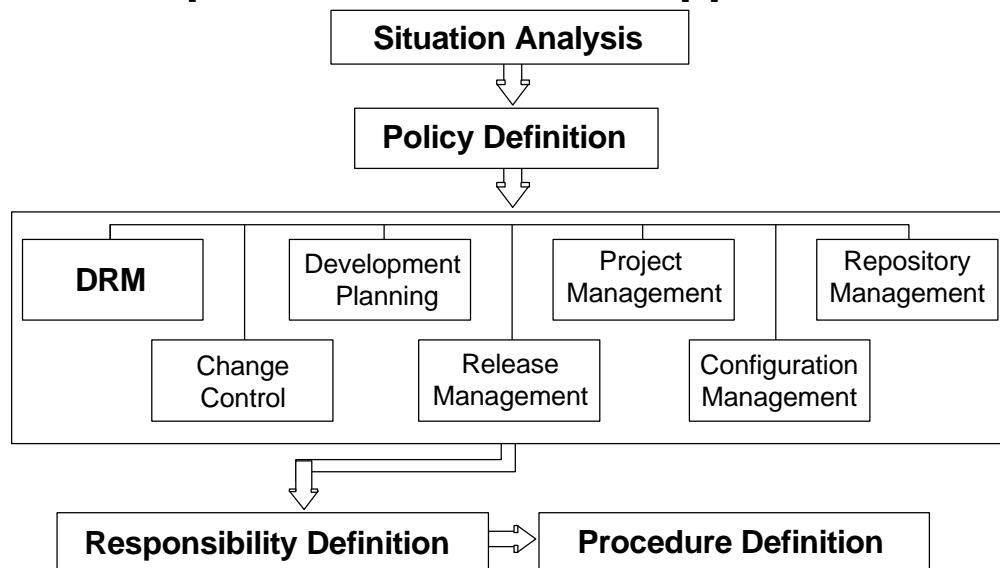 Situation Analysis
Policy Definition
DRM
Development
Planning
Project
Management
Repository
Management
Change
Control
Release
Management
Configuration
Management
Responsibility Definition
Procedure Definition